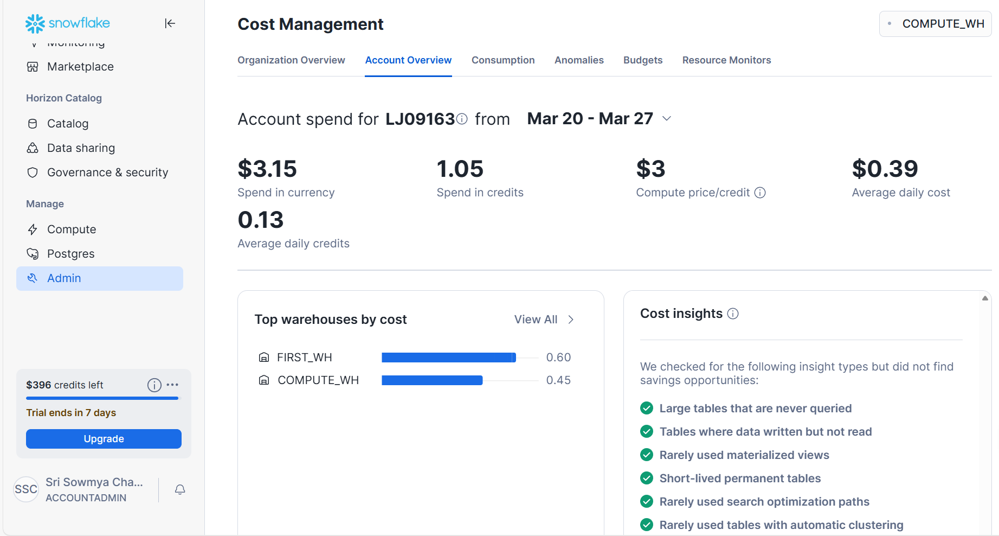 snowflake
Monitoring
Marketplace
Horizon Catalog
Catalog
Data sharing
Governance & security
Manage
Compute
Postgres
Admin
$396 credits left
Trial ends in 7 days
Upgrade
SSC
Sri Sowmya Cha...
ACCOUNTADMIN
Cost Management
COMPUTE_WH
Organization Overview Account Overview Consumption Anomalies Budgets Resource Monitors
Account spend for LJ09163 from Mar 20 - Mar 27
$3.15 1.05 $3 $0.39
Spend in currency Spend in credits Compute price/credit Average daily cost
0.13
Average daily credits
Top warehouses by cost View All
FIRST_WH 0.60
COMPUTE_WH 0.45
Cost insights
We checked for the following insight types but did not find
savings opportunities:
Large tables that are never queried
Tables where data written but not read
Rarely used materialized views
Short-lived permanent tables
Rarely used search optimization paths
Rarely used tables with automatic clustering